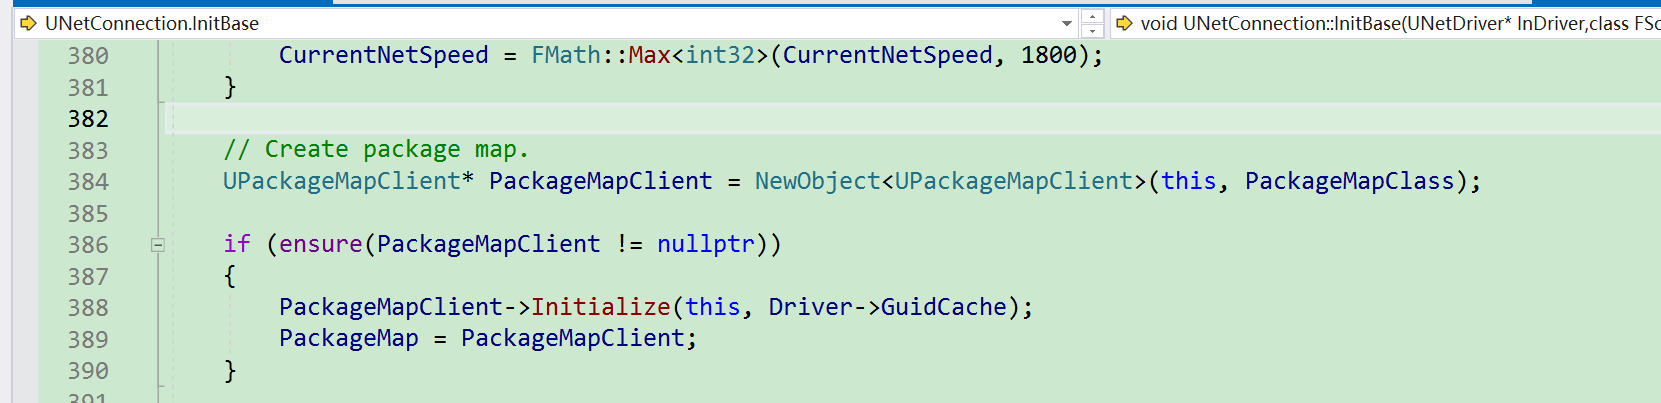 UNetConnection.InitBase
void UNetConnection::InitBase(UNetDriver* InDriver,class FSc
380 CurrentNetSpeed = FMath::Max<int32>(CurrentNetSpeed, 1800);
381 }
382
383 // Create package map.
384 UPackageMapClient* PackageMapClient = NewObject<UPackageMapClient>(this, PackageMapClass);
385
386 if (ensure(PackageMapClient != nullptr))
387 {
388 PackageMapClient->Initialize(this, Driver->GuidCache);
389 PackageMap = PackageMapClient;
390 }
391